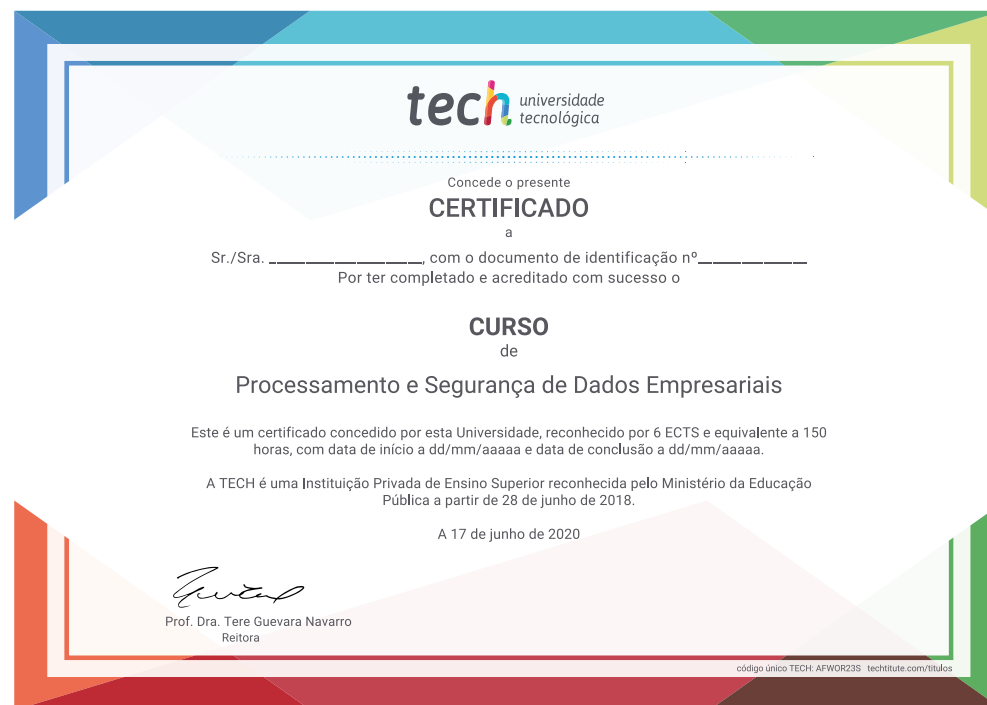 tech universidade
tecnológica
Concede o presente
CERTIFICADO
a
Sr./Sra. ____________________, com o documento de identificação nº______________
Por ter completado e acreditado com sucesso o
CURSO
de
Processamento e Segurança de Dados Empresariais
Este é um certificado concedido por esta Universidade, reconhecido por 6 ECTS e equivalente a 150
horas, com data de início a dd/mm/aaaaa e data de conclusão a dd/mm/aaaaa.
A TECH é uma Instituição Privada de Ensino Superior reconhecida pelo Ministério da Educação
Pública a partir de 28 de junho de 2018.
A 17 de junho de 2020
Prof. Dra. Tere Guevara Navarro
Reitora
código único TECH: AFWOR23S techtitute.com/titulos